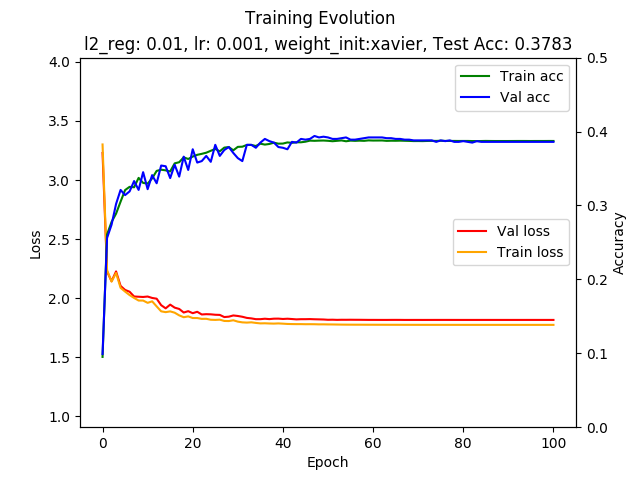 Training Evolution
l2_reg: 0.01, lr: 0.001, weight_init:xavier, Test Acc: 0.3783
4.0
3.5
3.0
2.5
2.0
1.5
1.0
Loss
0
20
40
60
80
100
Epoch
0.5
0.4
0.3
0.2
0.1
0.0
Accuracy
Train acc
Val acc
Val loss
Train loss